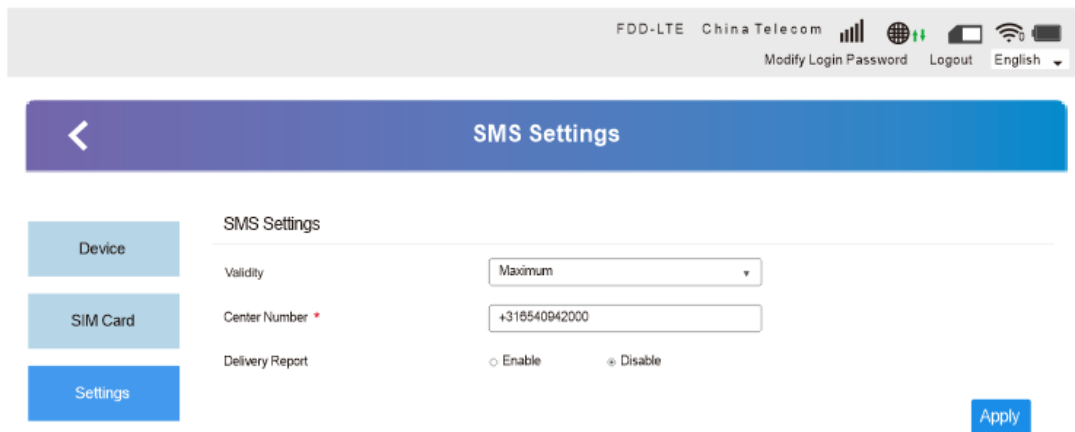 FDD-LTE China Telecom
Modify Login Password Logout English
SMS Settings
SMS Settings
Device
Validity Maximum
SIM Card
Center Number * +316540942000
Delivery Report Enable Disable
Settings
Apply